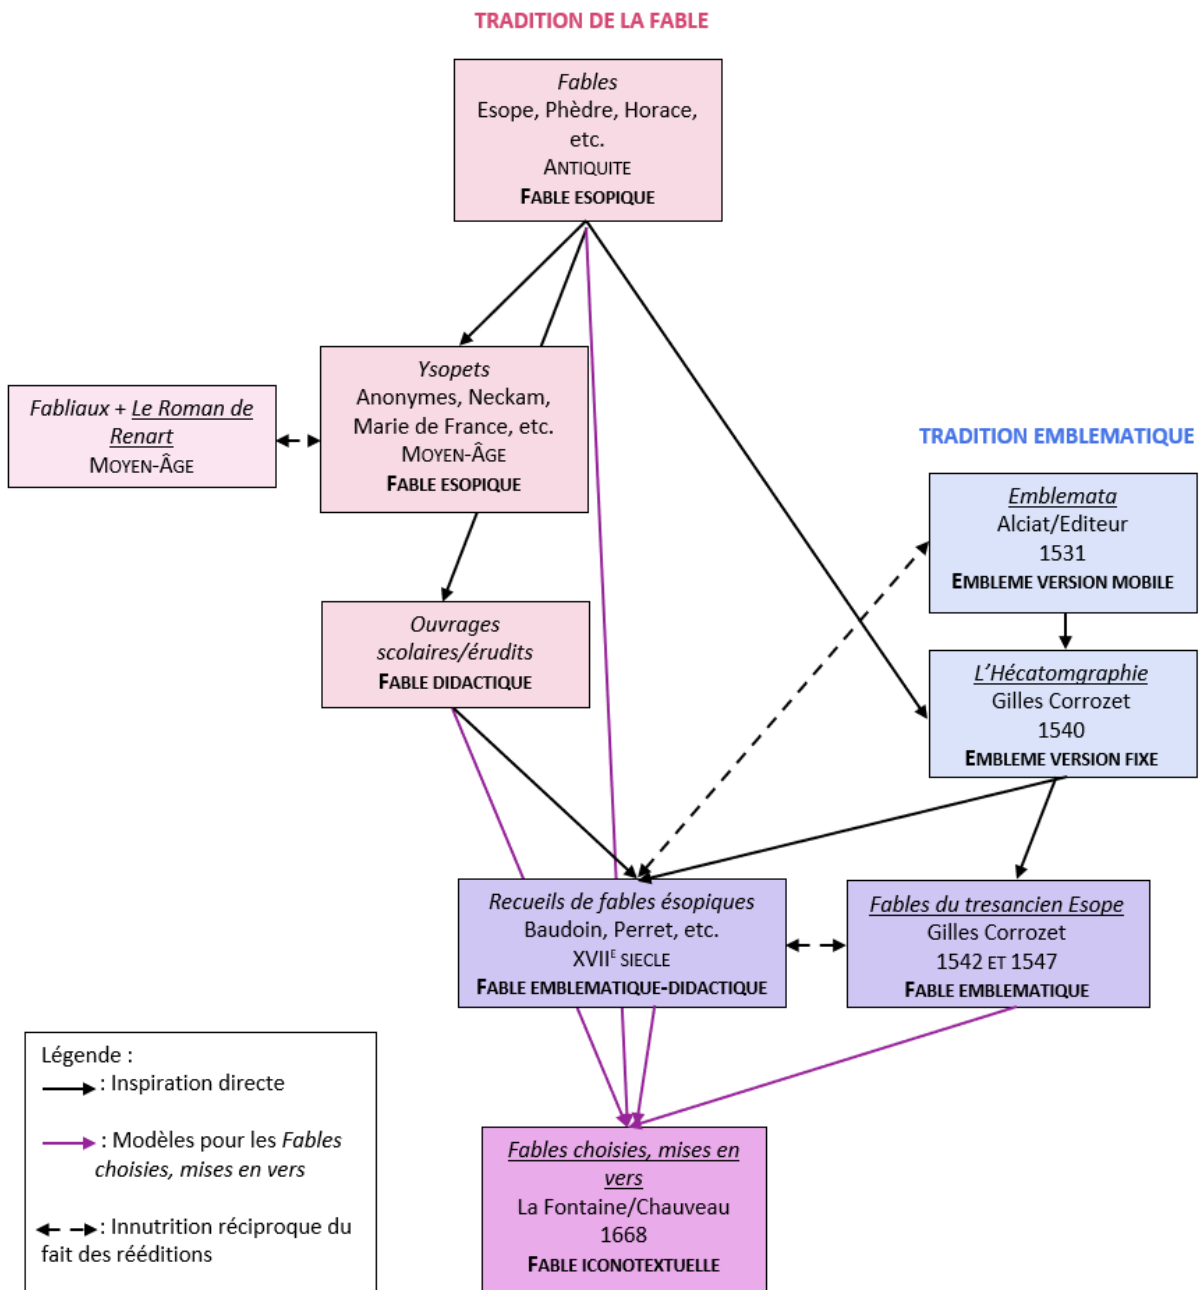 TRADITION DE LA FABLE
Fables
Esope, Phèdre, Horace,
etc.
ANTIQUITE
FABLE ESOPIQUE
Ysopets
Anonymes, Neckam,
Marie de France, etc.
MOYEN-ÂGE
FABLE ESOPIQUE
Fabliaux + Le Roman de
Renart
MOYEN-ÂGE
TRADITION EMBLEMATIQUE
Emblemata
Alciat/Editeur
1531
EMBLEME VERSION MOBILE
Ouvrages
scolaires/érudits
FABLE DIDACTIQUE
L'Hécatomgraphie
Gilles Corrozet
1540
EMBLEME VERSION FIXE
Recueils de fables ésopiques
Baudoin, Perret, etc.
XVIIE SIECLE
FABLE EMBLEMATIQUE-DIDACTIQUE
Fables du tresancien Esope
Gilles Corrozet
1542 ET 1547
FABLE EMBLEMATIQUE
Légende :
: Inspiration directe
: Modèles pour les Fables
choisies, mises en vers
: Innutrition réciproque du
fait des rééditions
Fables choisies, mises en
vers
La Fontaine/Chauveau
1668
FABLE ICONOTEXTUELLE